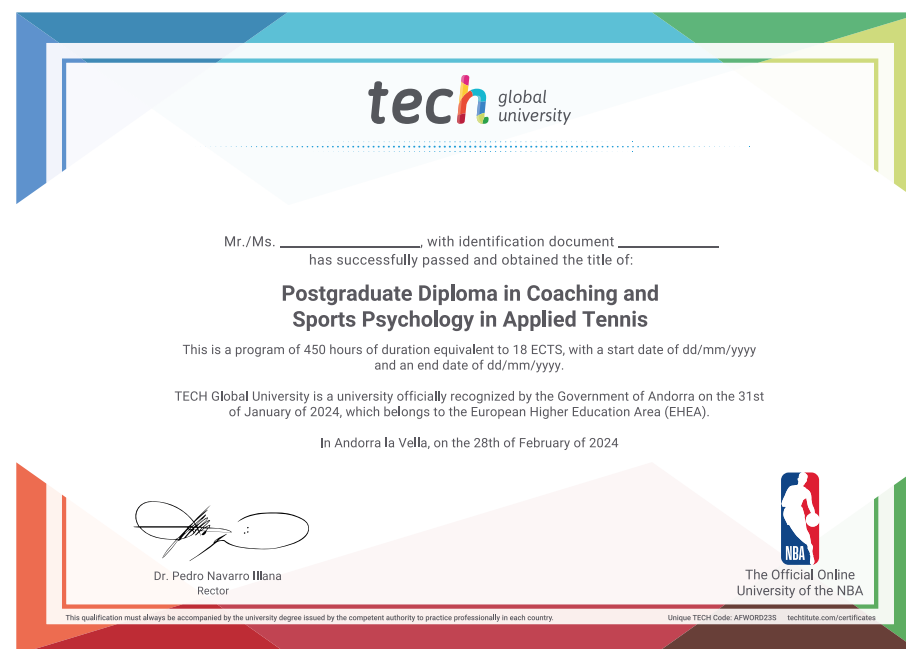 tech global university
Mr./Ms. ____________, with identification document ____________
has successfully passed and obtained the title of:
Postgraduate Diploma in Coaching and
Sports Psychology in Applied Tennis
This is a program of 450 hours of duration equivalent to 18 ECTS, with a start date of dd/mm/yyyy
and an end date of dd/mm/yyyy.
TECH Global University is a university officially recognized by the Government of Andorra on the 31st
of January of 2024, which belongs to the European Higher Education Area (EHEA).
In Andorra la Vella, on the 28th of February of 2024
Dr. Pedro Navarro Illana
Rector
NBA
The Official Online
University of the NBA
This qualification must always be accompanied by the university degree issued by the competent authority to practice professionally in each country.
Unique TECH Code: AFWORD23S techtitute.com/certificates